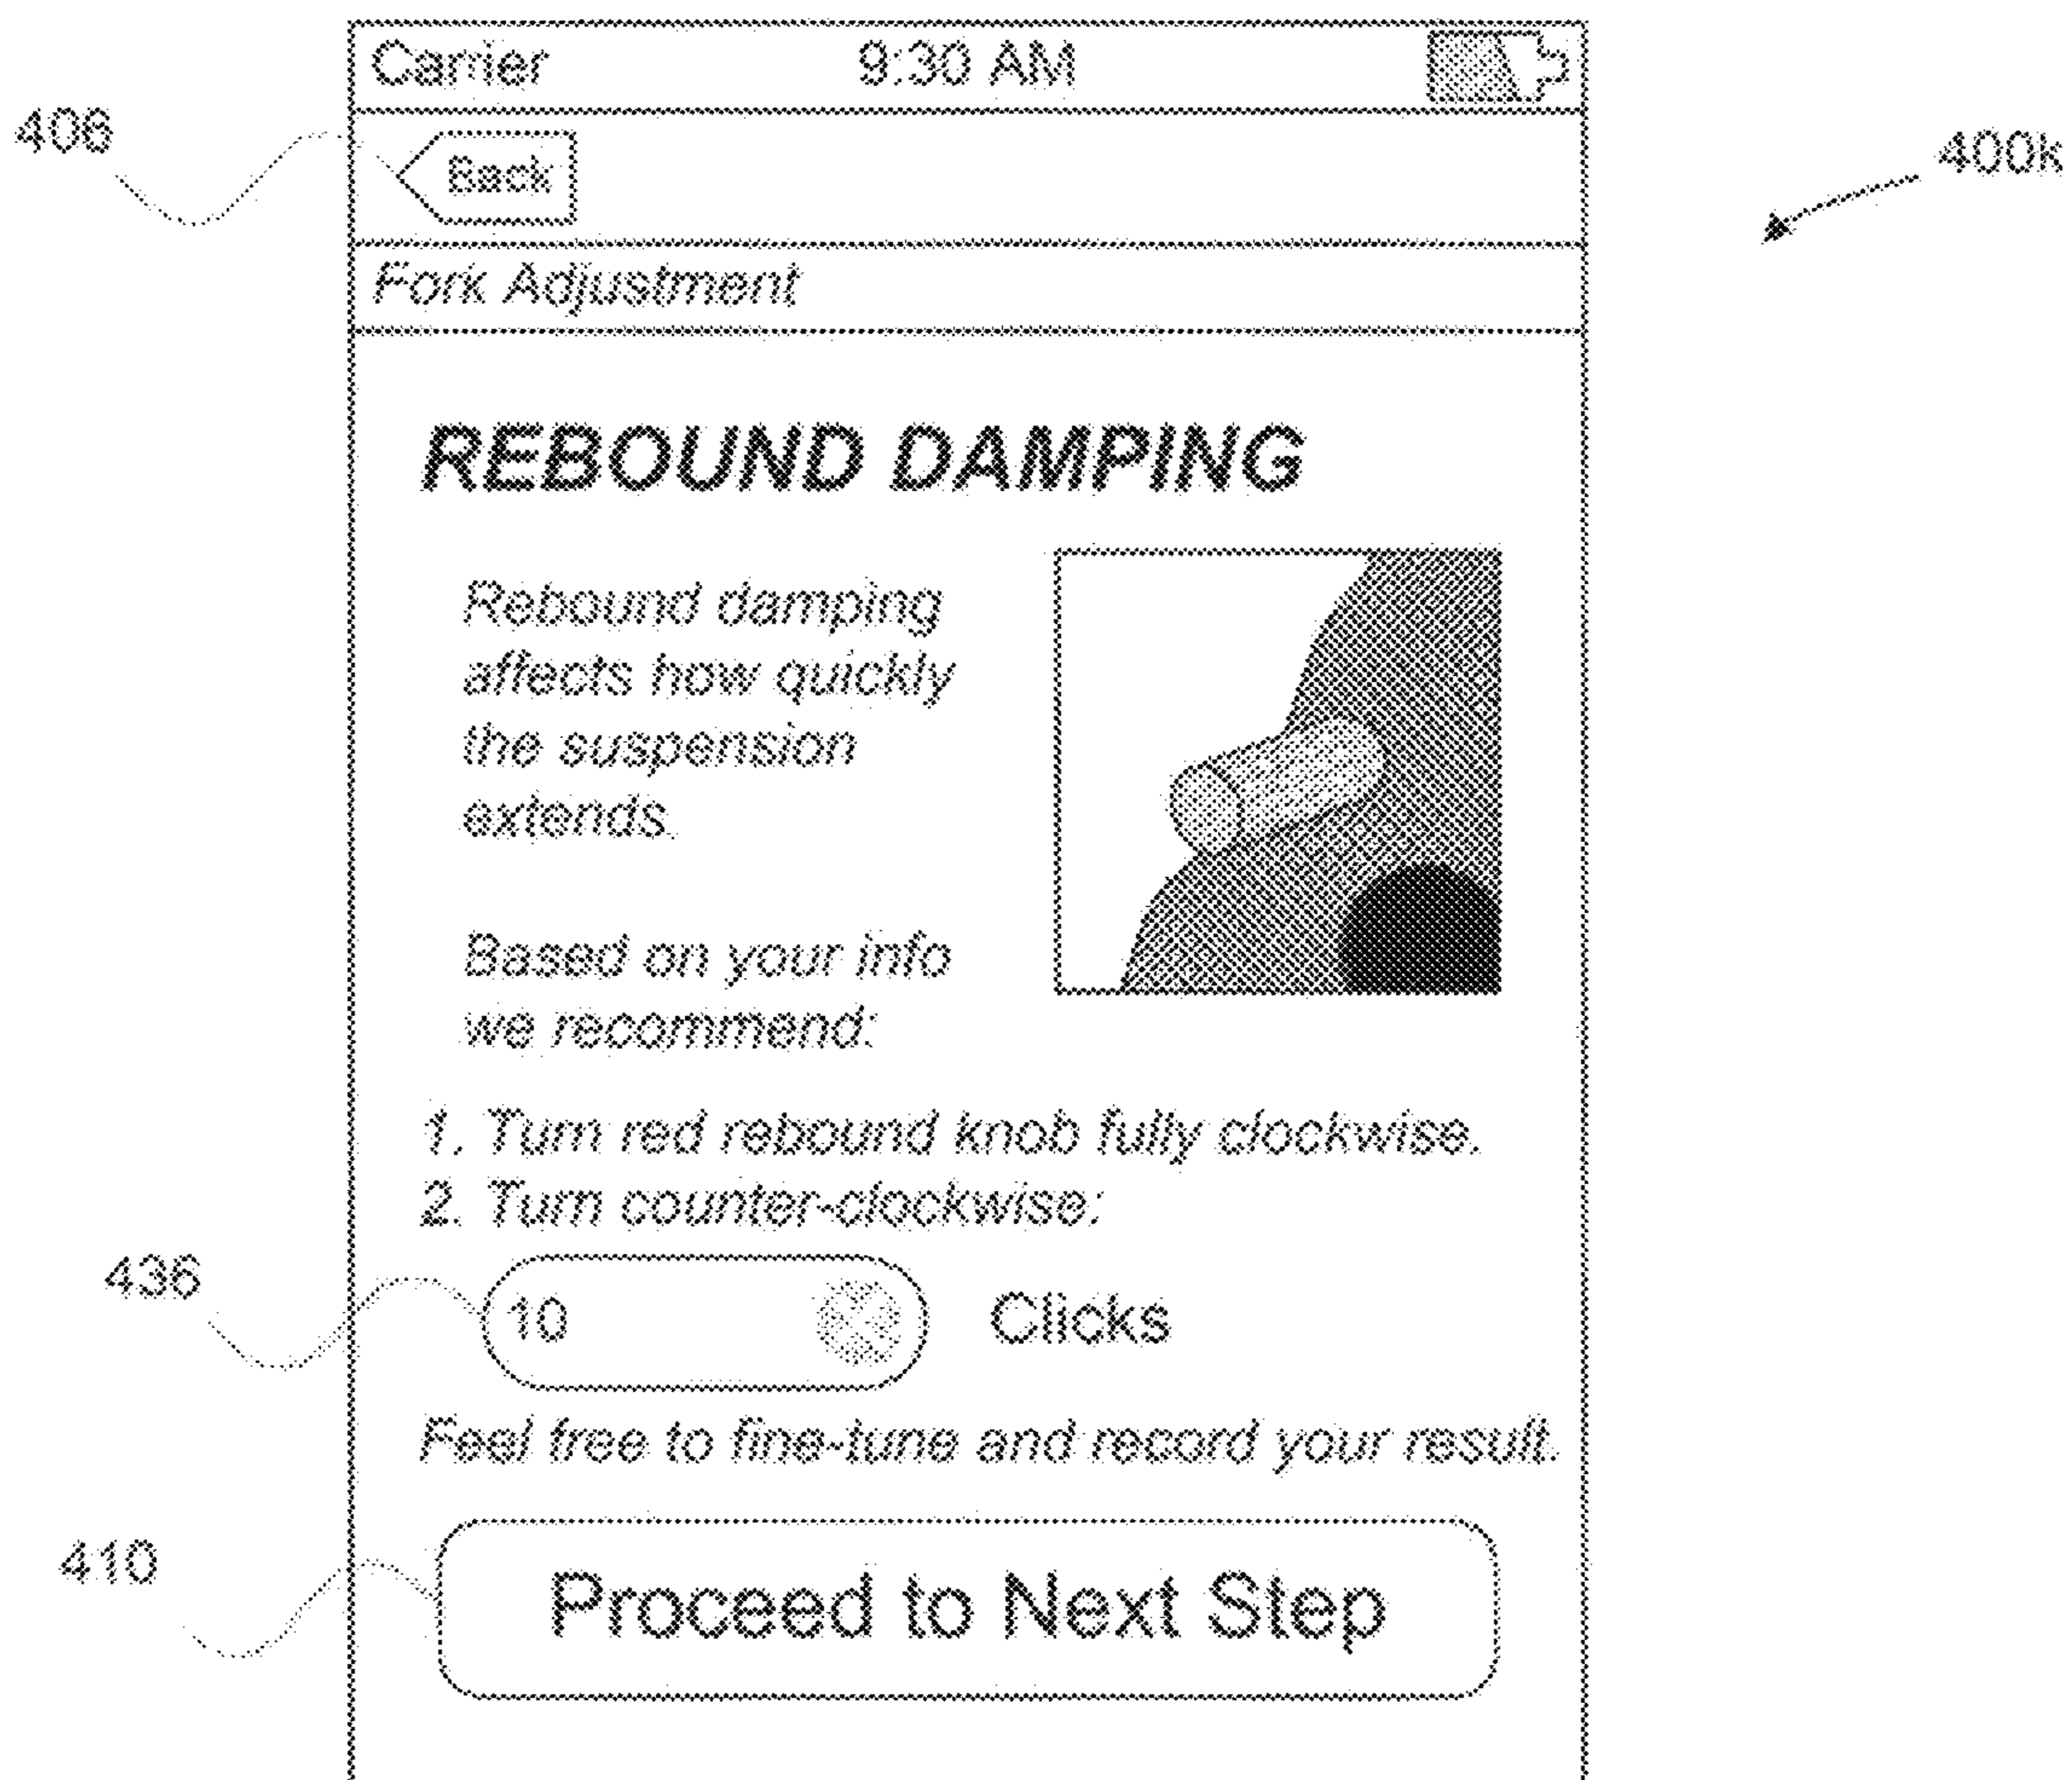 Carrier 9:30 AM
406
Back
400k
Fork Adjustment
REBOUND DAMPING
Rebound damping
affects how quickly
the suspension
extends.
Based on your info
we recommend:
1. Turn red rebound knob fully clockwise.
2. Turn counter-clockwise:
436
10 Clicks
Feel free to fine-tune and record your result.
410
Proceed to Next Step